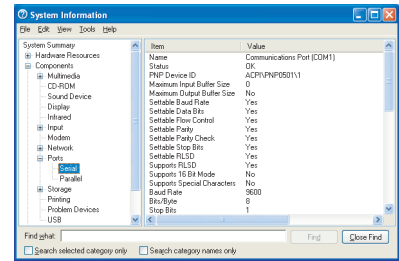 System Information
File Edit View Tools Help
System Summary
Hardware Resources
Components
Multimedia
CD-ROM
Sound Device
Display
Infrared
Input
Modem
Network
Ports
Serial
Parallel
Storage
Printing
Problem Devices
USB
Item Value
Name Communications Port (COM1)
Status OK
PNP Device ID ACPI\PNP0501\1
Maximum Input Buffer Size 0
Maximum Output Buffer Size No
Settable Baud Rate Yes
Settable Data Bits Yes
Settable Flow Control Yes
Settable Parity Yes
Settable Parity Check Yes
Settable Stop Bits Yes
Settable RLSD Yes
Supports RLSD Yes
Supports 16 Bit Mode No
Supports Special Characters No
Baud Rate 9600
Bits/Byte 8
Stop Bits 1
Find what: Find Close Find
Search selected category only Search category names only